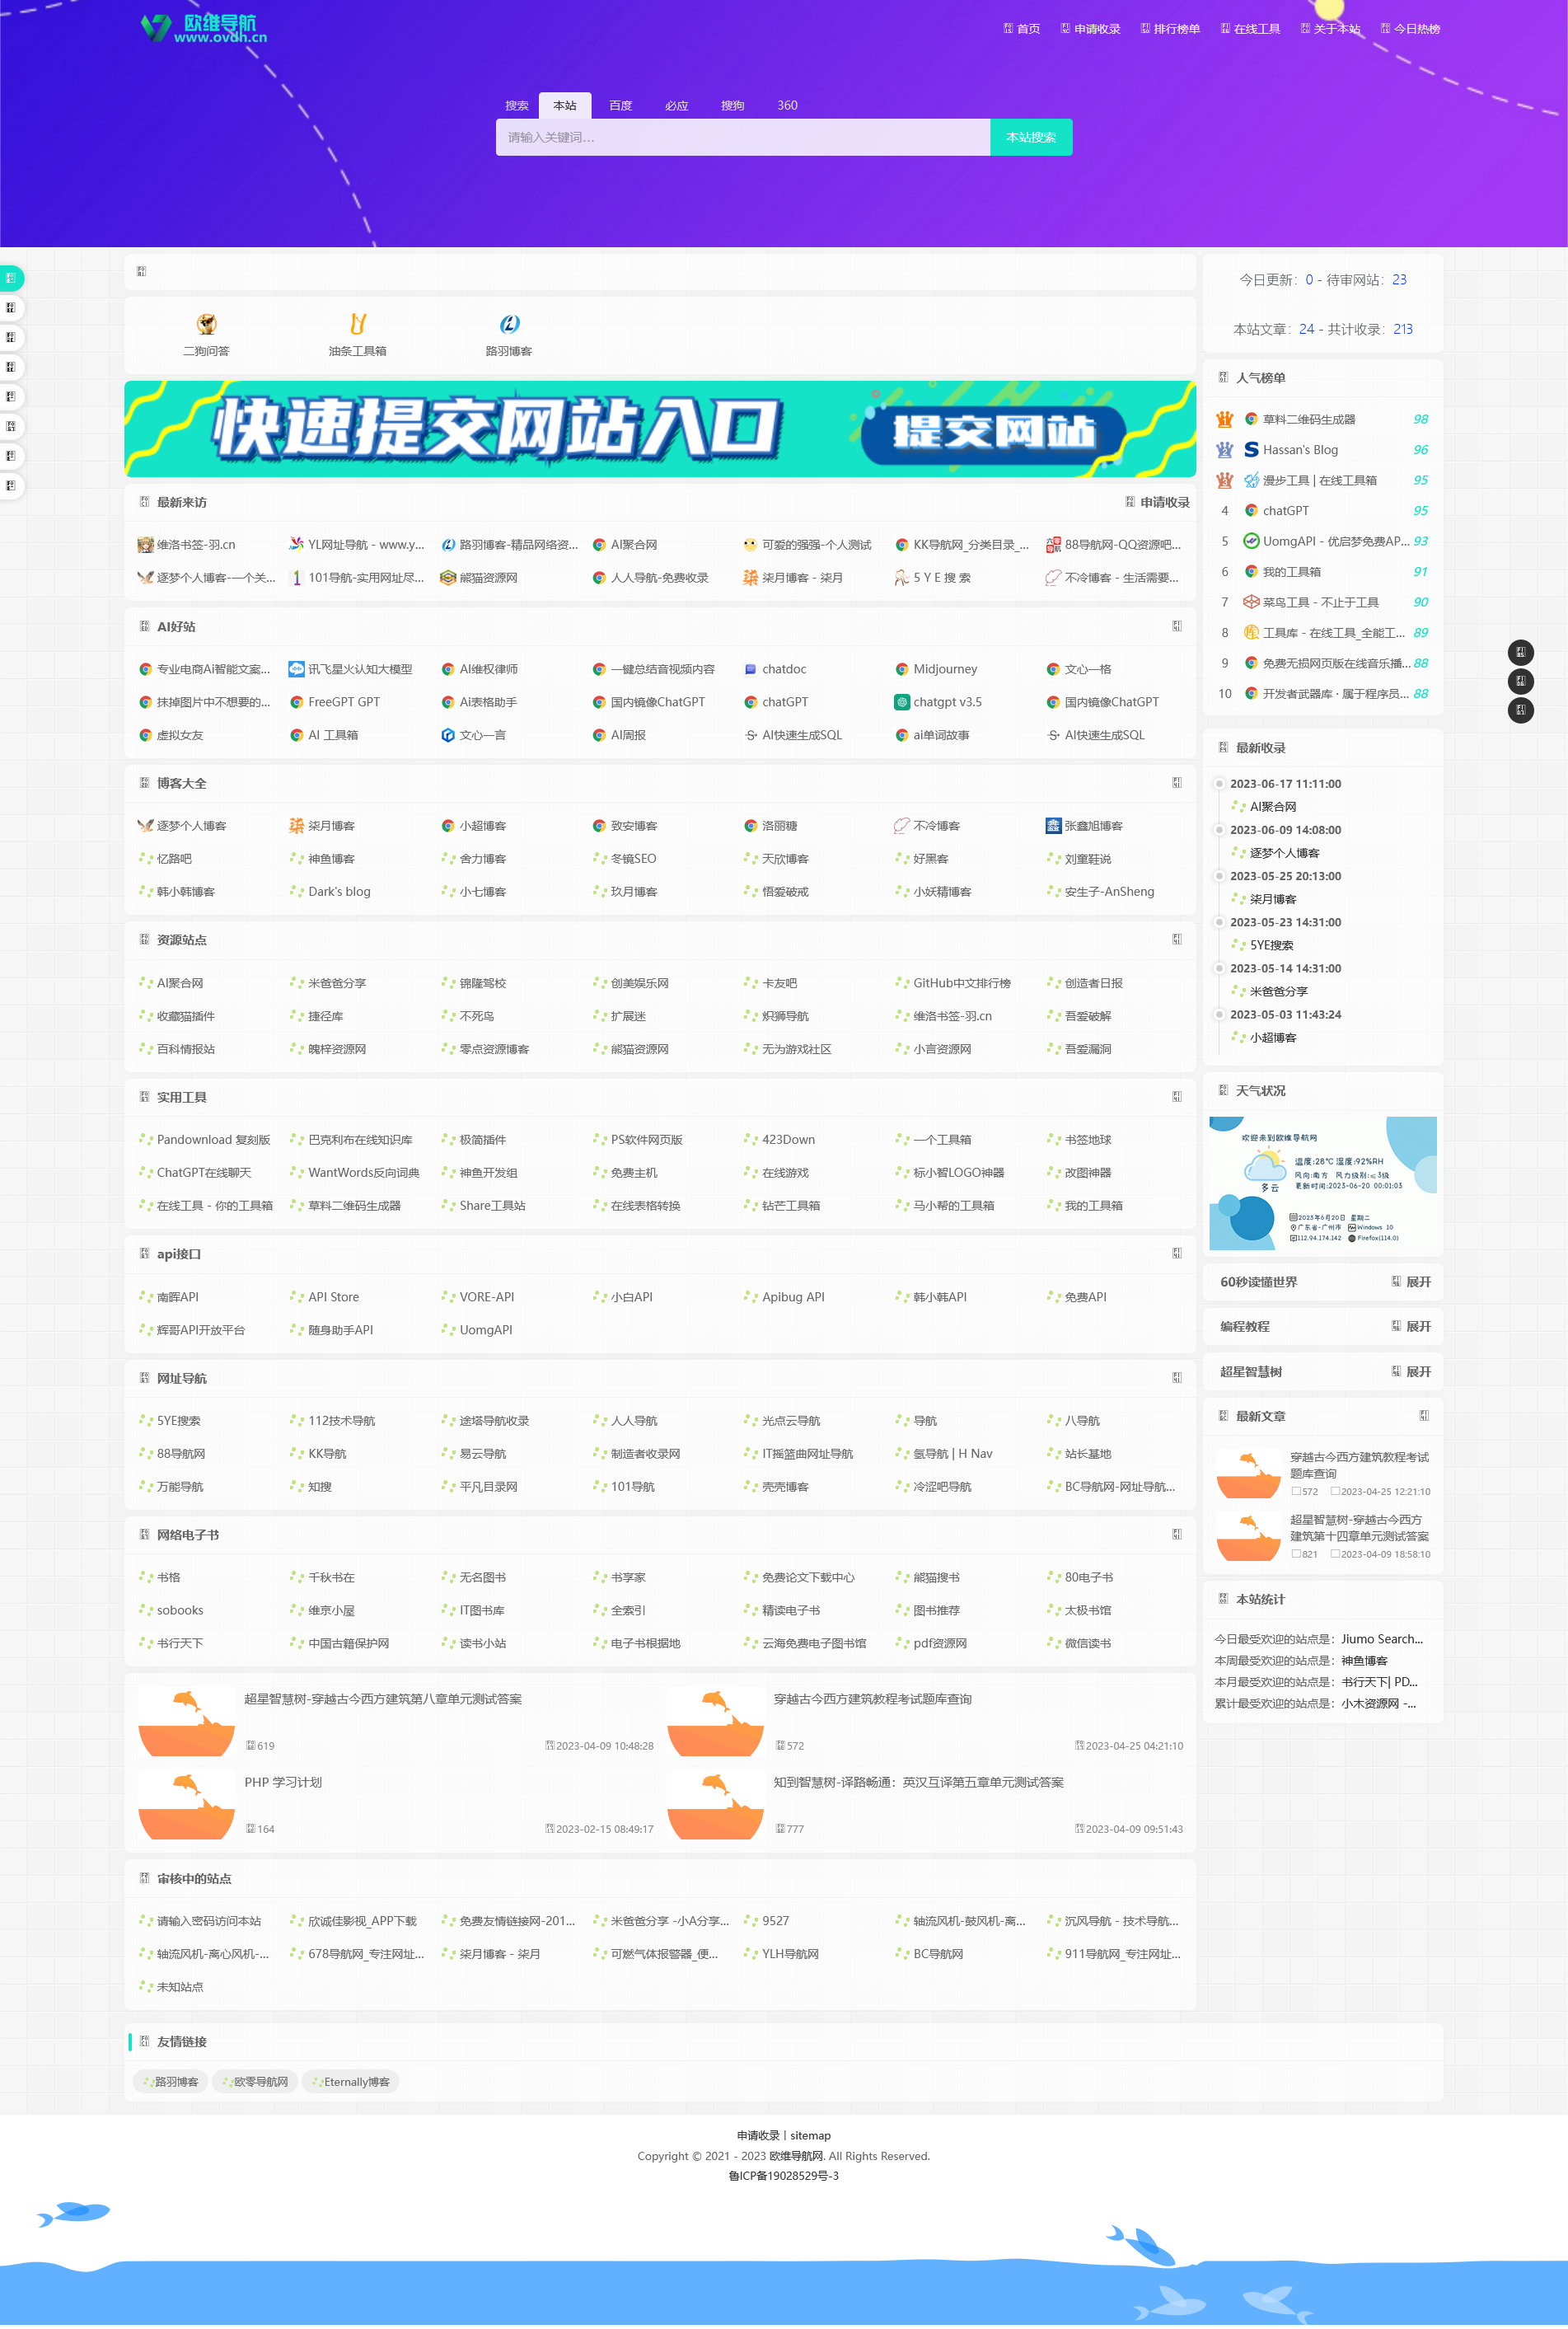 欧维导航
www.ovdh.cn
首页 申请收录 排行榜单 在线工具 关于本站 今日热榜
搜索 本站 百度 必应 搜狗 360
请输入关键词... 本站搜索
二狗问答 油条工具箱 路羽博客
快速提交网站入口 提交网站
最新来访 申请收录
维洛书签-羽.cn YL网址导航 - www.y... 路羽博客-精品网络资... AI聚合网 可爱的强强-个人测试 KK导航网_分类目录_... 88导航网-QQ资源吧...
逐梦个人博客-一个关... 101导航-实用网址尽... 熊猫资源网 人人导航-免费收录 柒月博客 - 柒月 5 Y E 搜 索 不冷博客 - 生活需要...
AI好站
专业电商Ai智能文案... 讯飞星火认知大模型 AI维权律师 一键总结音视频内容 chatdoc Midjourney 文心一格
抹掉图片中不想要的... FreeGPT GPT Ai表格助手 国内镜像ChatGPT chatGPT chatgpt v3.5 国内镜像ChatGPT
虚拟女友 AI 工具箱 文心一言 AI周报 AI快速生成SQL ai单词故事 AI快速生成SQL
博客大全
逐梦个人博客 柒月博客 小超博客 致安博客 洛丽糖 不冷博客 张鑫旭博客
忆路吧 神鱼博客 舍力博客 冬镜SEO 天欣博客 好黑客 刘童鞋说
韩小韩博客 Dark's blog 小七博客 玖月博客 悟爱破戒 小妖精博客 安生子-AnSheng
资源站点
AI聚合网 米爸爸分享 锦隆驾校 创美娱乐网 卡友吧 GitHub中文排行榜 创造者日报
收藏猫插件 捷径库 不死鸟 扩展迷 炽狮导航 维洛书签-羽.cn 吾爱破解
百科情报站 魄梓资源网 零点资源博客 熊猫资源网 无为游戏社区 小言资源网 吾爱漏洞
实用工具
Pandownload 复刻版 巴克利布在线知识库 极简插件 PS软件网页版 423Down 一个工具箱 书签地球
ChatGPT在线聊天 WantWords反向词典 神鱼开发组 免费主机 在线游戏 标小智LOGO神器 改图神器
在线工具 - 你的工具箱 草料二维码生成器 Share工具站 在线表格转换 钻芒工具箱 马小帮的工具箱 我的工具箱
api接口
南晖API API Store VORE-API 小白API Apibug API 韩小韩API 免费API
辉哥API开放平台 随身助手API UomgAPI
网址导航
5YE搜索 112技术导航 途塔导航收录 人人导航 光点云导航 导航 八导航
88导航网 KK导航 易云导航 制造者收录网 IT摇篮曲网址导航 氢导航 | H Nav 站长基地
万能导航 知搜 平凡目录网 101导航 壳壳博客 冷涩吧导航 BC导航网-网址导航...
网络电子书
书格 千秋书在 无名图书 书享家 免费论文下载中心 熊猫搜书 80电子书
sobooks 维京小屋 IT图书库 全索引 精读电子书 图书推荐 太极书馆
书行天下 中国古籍保护网 读书小站 电子书根据地 云海免费电子图书馆 pdf资源网 微信读书
超星智慧树-穿越古今西方建筑第八章单元测试答案 穿越古今西方建筑教程考试题库查询
619 2023-04-09 10:48:28 572 2023-04-25 04:21:10
PHP 学习计划 知到智慧树-译路畅通：英汉互译第五章单元测试答案
164 2023-02-15 08:49:17 777 2023-04-09 09:51:43
审核中的站点
请输入密码访问本站 欣诚佳影视_APP下载 免费友情链接网-201... 米爸爸分享 -小A分享... 9527 轴流风机-鼓风机-离... 沉风导航 - 技术导航...
轴流风机-离心风机-... 678导航网_专注网址... 柒月博客 - 柒月 可燃气体报警器_便... YLH导航网 BC导航网 911导航网_专注网址...
未知站点
今日更新：0 - 待审网站：23
本站文章：24 - 共计收录：213
人气榜单
草料二维码生成器 98
Hassan's Blog 96
漫步工具 | 在线工具箱 95
4 chatGPT 95
5 UomgAPI - 优启梦免费AP... 93
6 我的工具箱 91
7 菜鸟工具 - 不止于工具 90
8 工具库 - 在线工具_全能工... 89
9 免费无损网页版在线音乐播... 88
10 开发者武器库 · 属于程序员... 88
最新收录
2023-06-17 11:11:00
AI聚合网
2023-06-09 14:08:00
逐梦个人博客
2023-05-25 20:13:00
柒月博客
2023-05-23 14:31:00
5YE搜索
2023-05-14 14:31:00
米爸爸分享
2023-05-03 11:43:24
小超博客
天气状况
欢迎来到欧维导航网
温度:28℃ 湿度:92%RH
风向:南方 风力级别:≤3级
多云 更新时间:2023-06-20 00:01:03
2023年6月20日 星期二
广东省-广州市 Windows 10
112.94.174.142 Firefox(114.0)
60秒读懂世界 展开
编程教程 展开
超星智慧树 展开
最新文章
穿越古今西方建筑教程考试
题库查询
572 2023-04-25 12:21:10
超星智慧树-穿越古今西方
建筑第十四章单元测试答案
821 2023-04-09 18:58:10
本站统计
今日最受欢迎的站点是：Jiumo Search...
本周最受欢迎的站点是：神鱼博客
本月最受欢迎的站点是：书行天下| PD...
累计最受欢迎的站点是：小木资源网 -...
友情链接
路羽博客 欧零导航网 Eternally博客
申请收录丨sitemap
Copyright © 2021 - 2023 欧维导航网. All Rights Reserved.
鲁ICP备19028529号-3